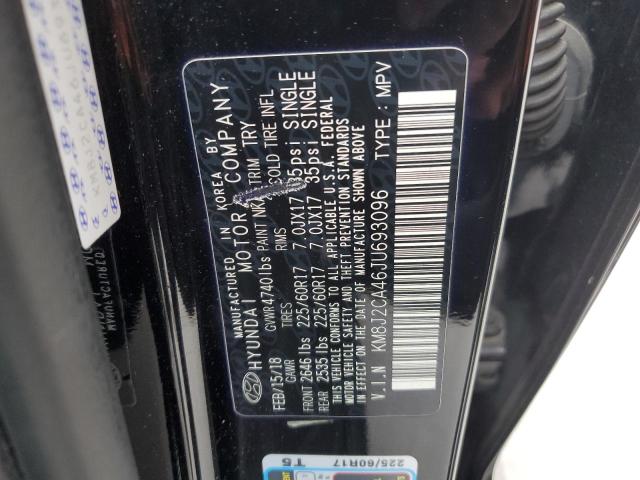 MANUFACTURED IN KOREA BY
HYUNDAI MOTOR COMPANY
FEB/15/18 GVWR 4740lbs PAINT NKA TRIM TRY
GAWR TIRES RIMS COLD TIRE INFL
FRONT 2646 lbs 225/60R17 7.0JX17 35psi SINGLE
REAR 2535 lbs 225/60R17 7.0JX17 35psi SINGLE
THIS VEHICLE CONFORMS TO ALL APPLICABLE U.S.A. FEDERAL
MOTOR VEHICLE SAFETY, BUMPER, AND THEFT PREVENTION STANDARDS
IN EFFECT ON THE DATE OF MANUFACTURE SHOWN ABOVE
V.I.N KM8J2CA46JU693096 TYPE : MPV
225/60R17
T5